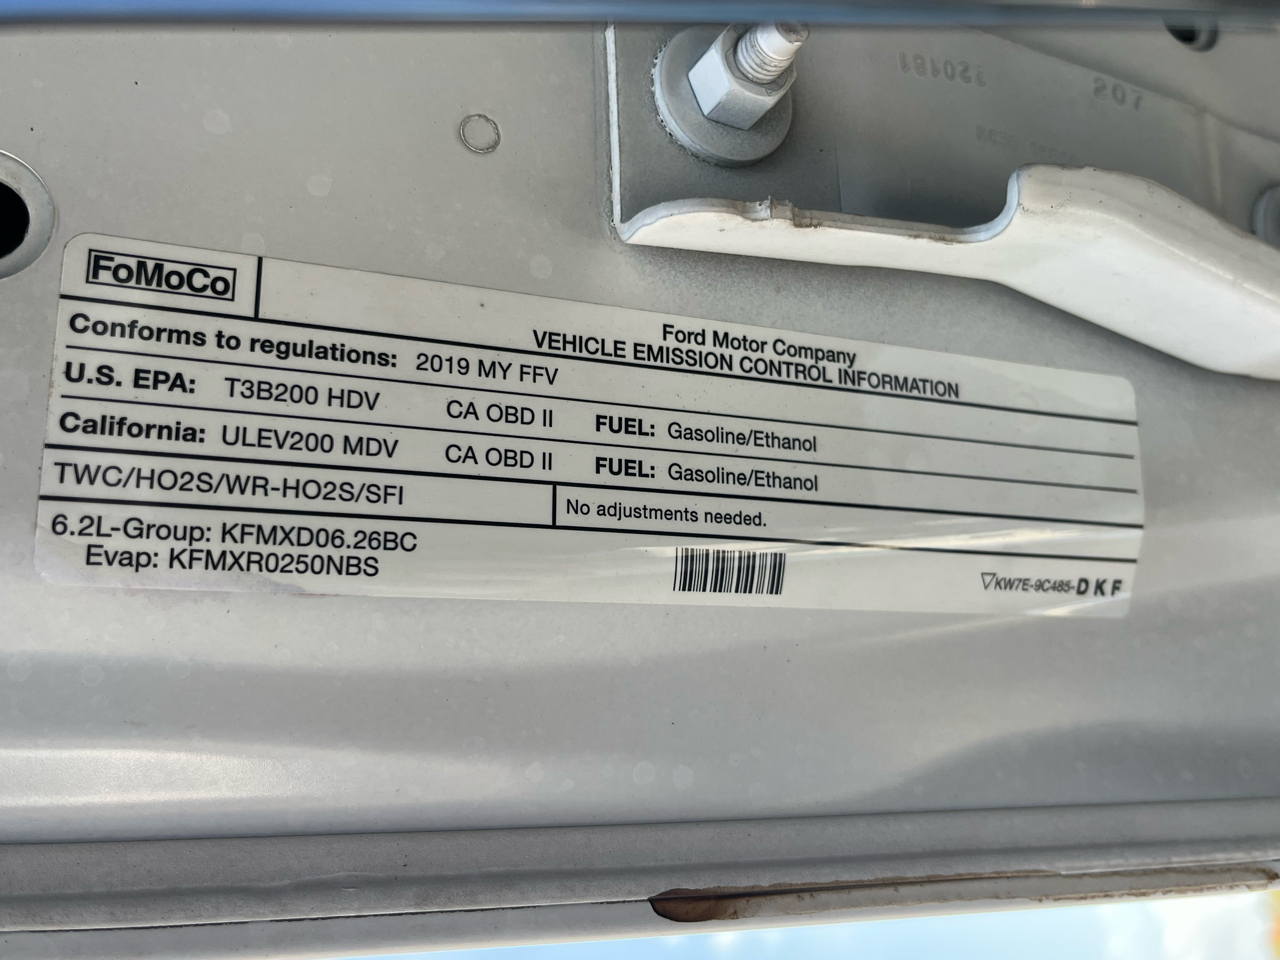 FoMoCo
Ford Motor Company
VEHICLE EMISSION CONTROL INFORMATION
Conforms to regulations: 2019 MY FFV
U.S. EPA: T3B200 HDV CA OBD II FUEL: Gasoline/Ethanol
California: ULEV200 MDV CA OBD II FUEL: Gasoline/Ethanol
TWC/HO2S/WR-HO2S/SFI
No adjustments needed.
6.2L-Group: KFMXD06.26BC
Evap: KFMXR0250NBS
KW7E-9C485-DKF